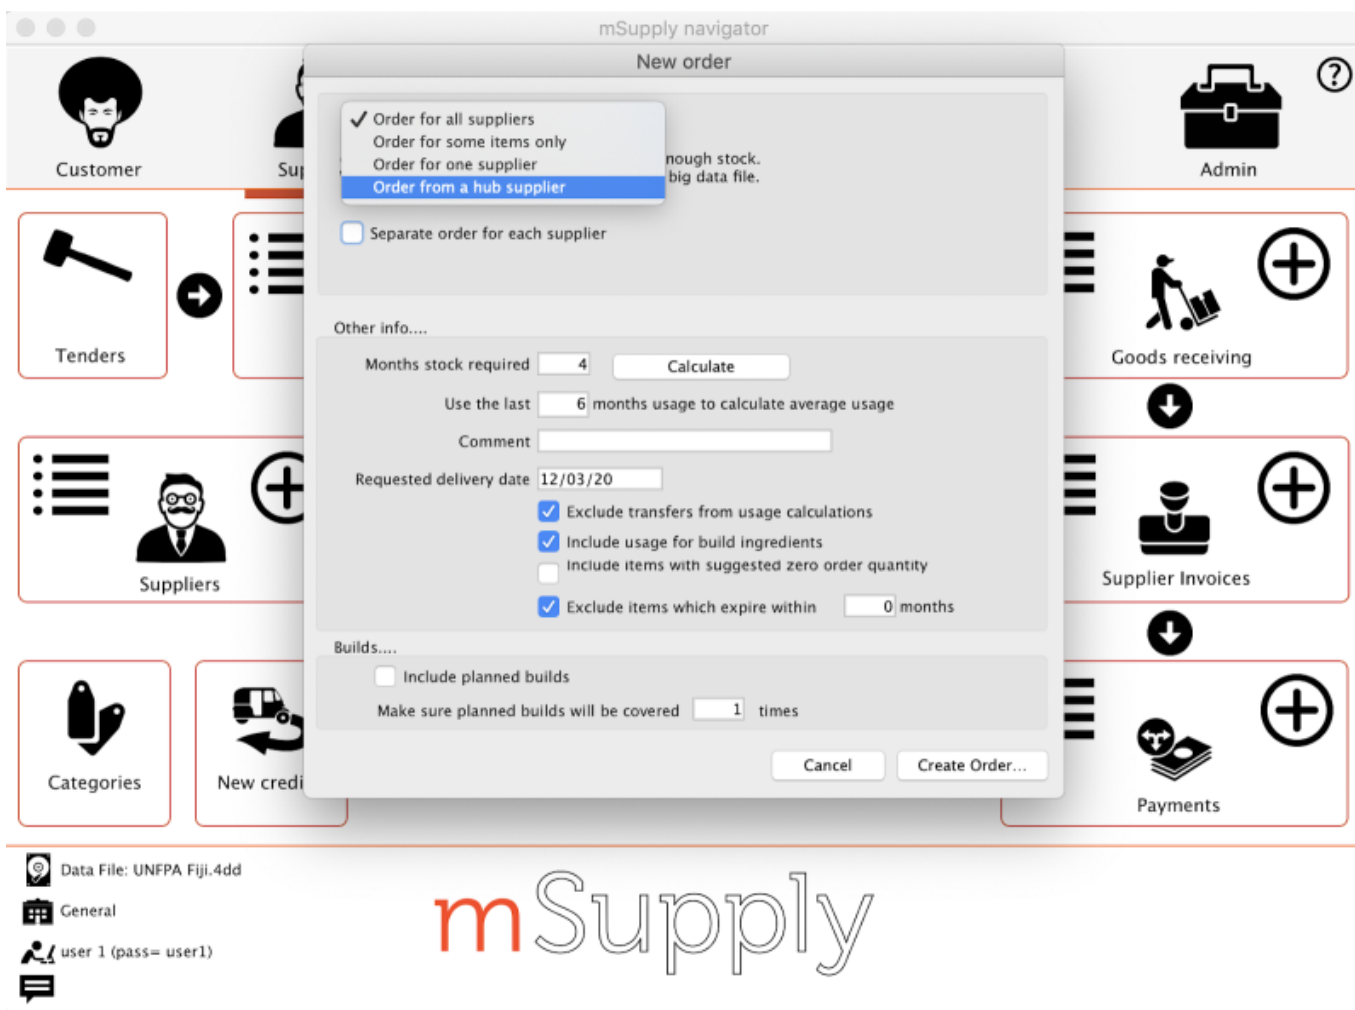 mSupply navigator
New order
?
Customer
Sup
Admin
✓ Order for all suppliers
Order for some items only
Order for one supplier
Order from a hub supplier
nough stock.
big data file.
Separate order for each supplier
Tenders
Goods receiving
Other info....
Months stock required 4 Calculate
Use the last 6 months usage to calculate average usage
Comment
Requested delivery date 12/03/20
Exclude transfers from usage calculations
Include usage for build ingredients
Include items with suggested zero order quantity
Exclude items which expire within 0 months
Suppliers
Supplier Invoices
Builds....
Include planned builds
Make sure planned builds will be covered 1 times
Cancel
Create Order...
Categories
New credi
Payments
Data File: UNFPA Fiji.4dd
General
user 1 (pass= user1)
mSupply